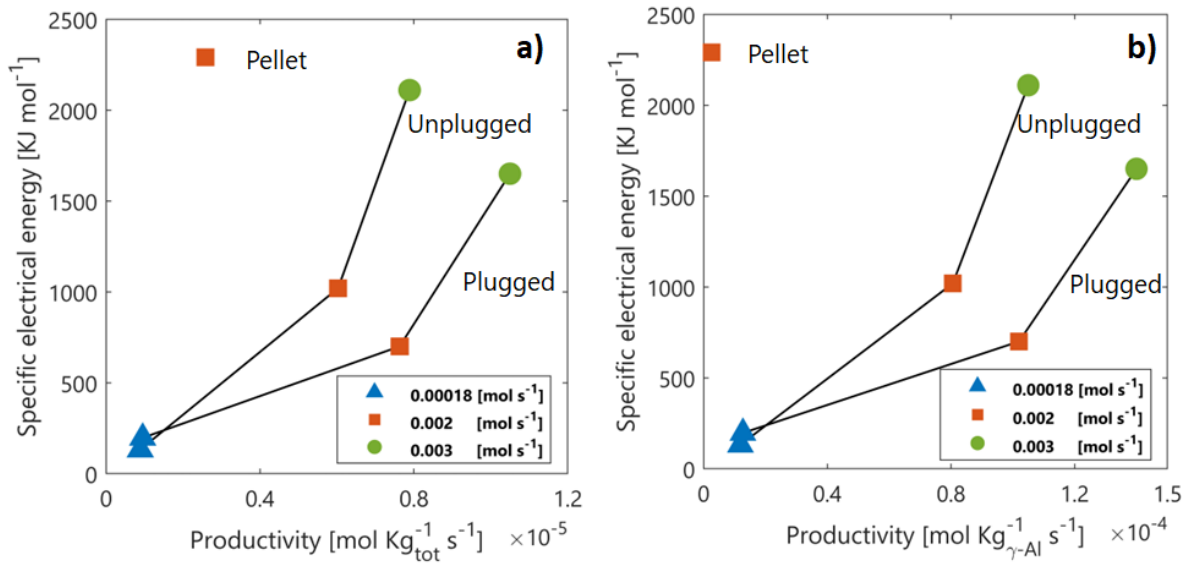 a)
Specific electrical energy [KJ mol⁻¹]
2500
2000
1500
1000
500
0
Pellet
Unplugged
Plugged
0.00018 [mol s⁻¹]
0.002 [mol s⁻¹]
0.003 [mol s⁻¹]
0 0.4 0.8 1.2
Productivity [mol Kg⁻¹tot s⁻¹] ×10⁻⁵
b)
Specific electrical energy [KJ mol⁻¹]
2500
2000
1500
1000
500
0
Pellet
Unplugged
Plugged
0.00018 [mol s⁻¹]
0.002 [mol s⁻¹]
0.003 [mol s⁻¹]
0 0.4 0.8 1.2 1.5
Productivity [mol Kg⁻¹γ-Al s⁻¹] ×10⁻⁴